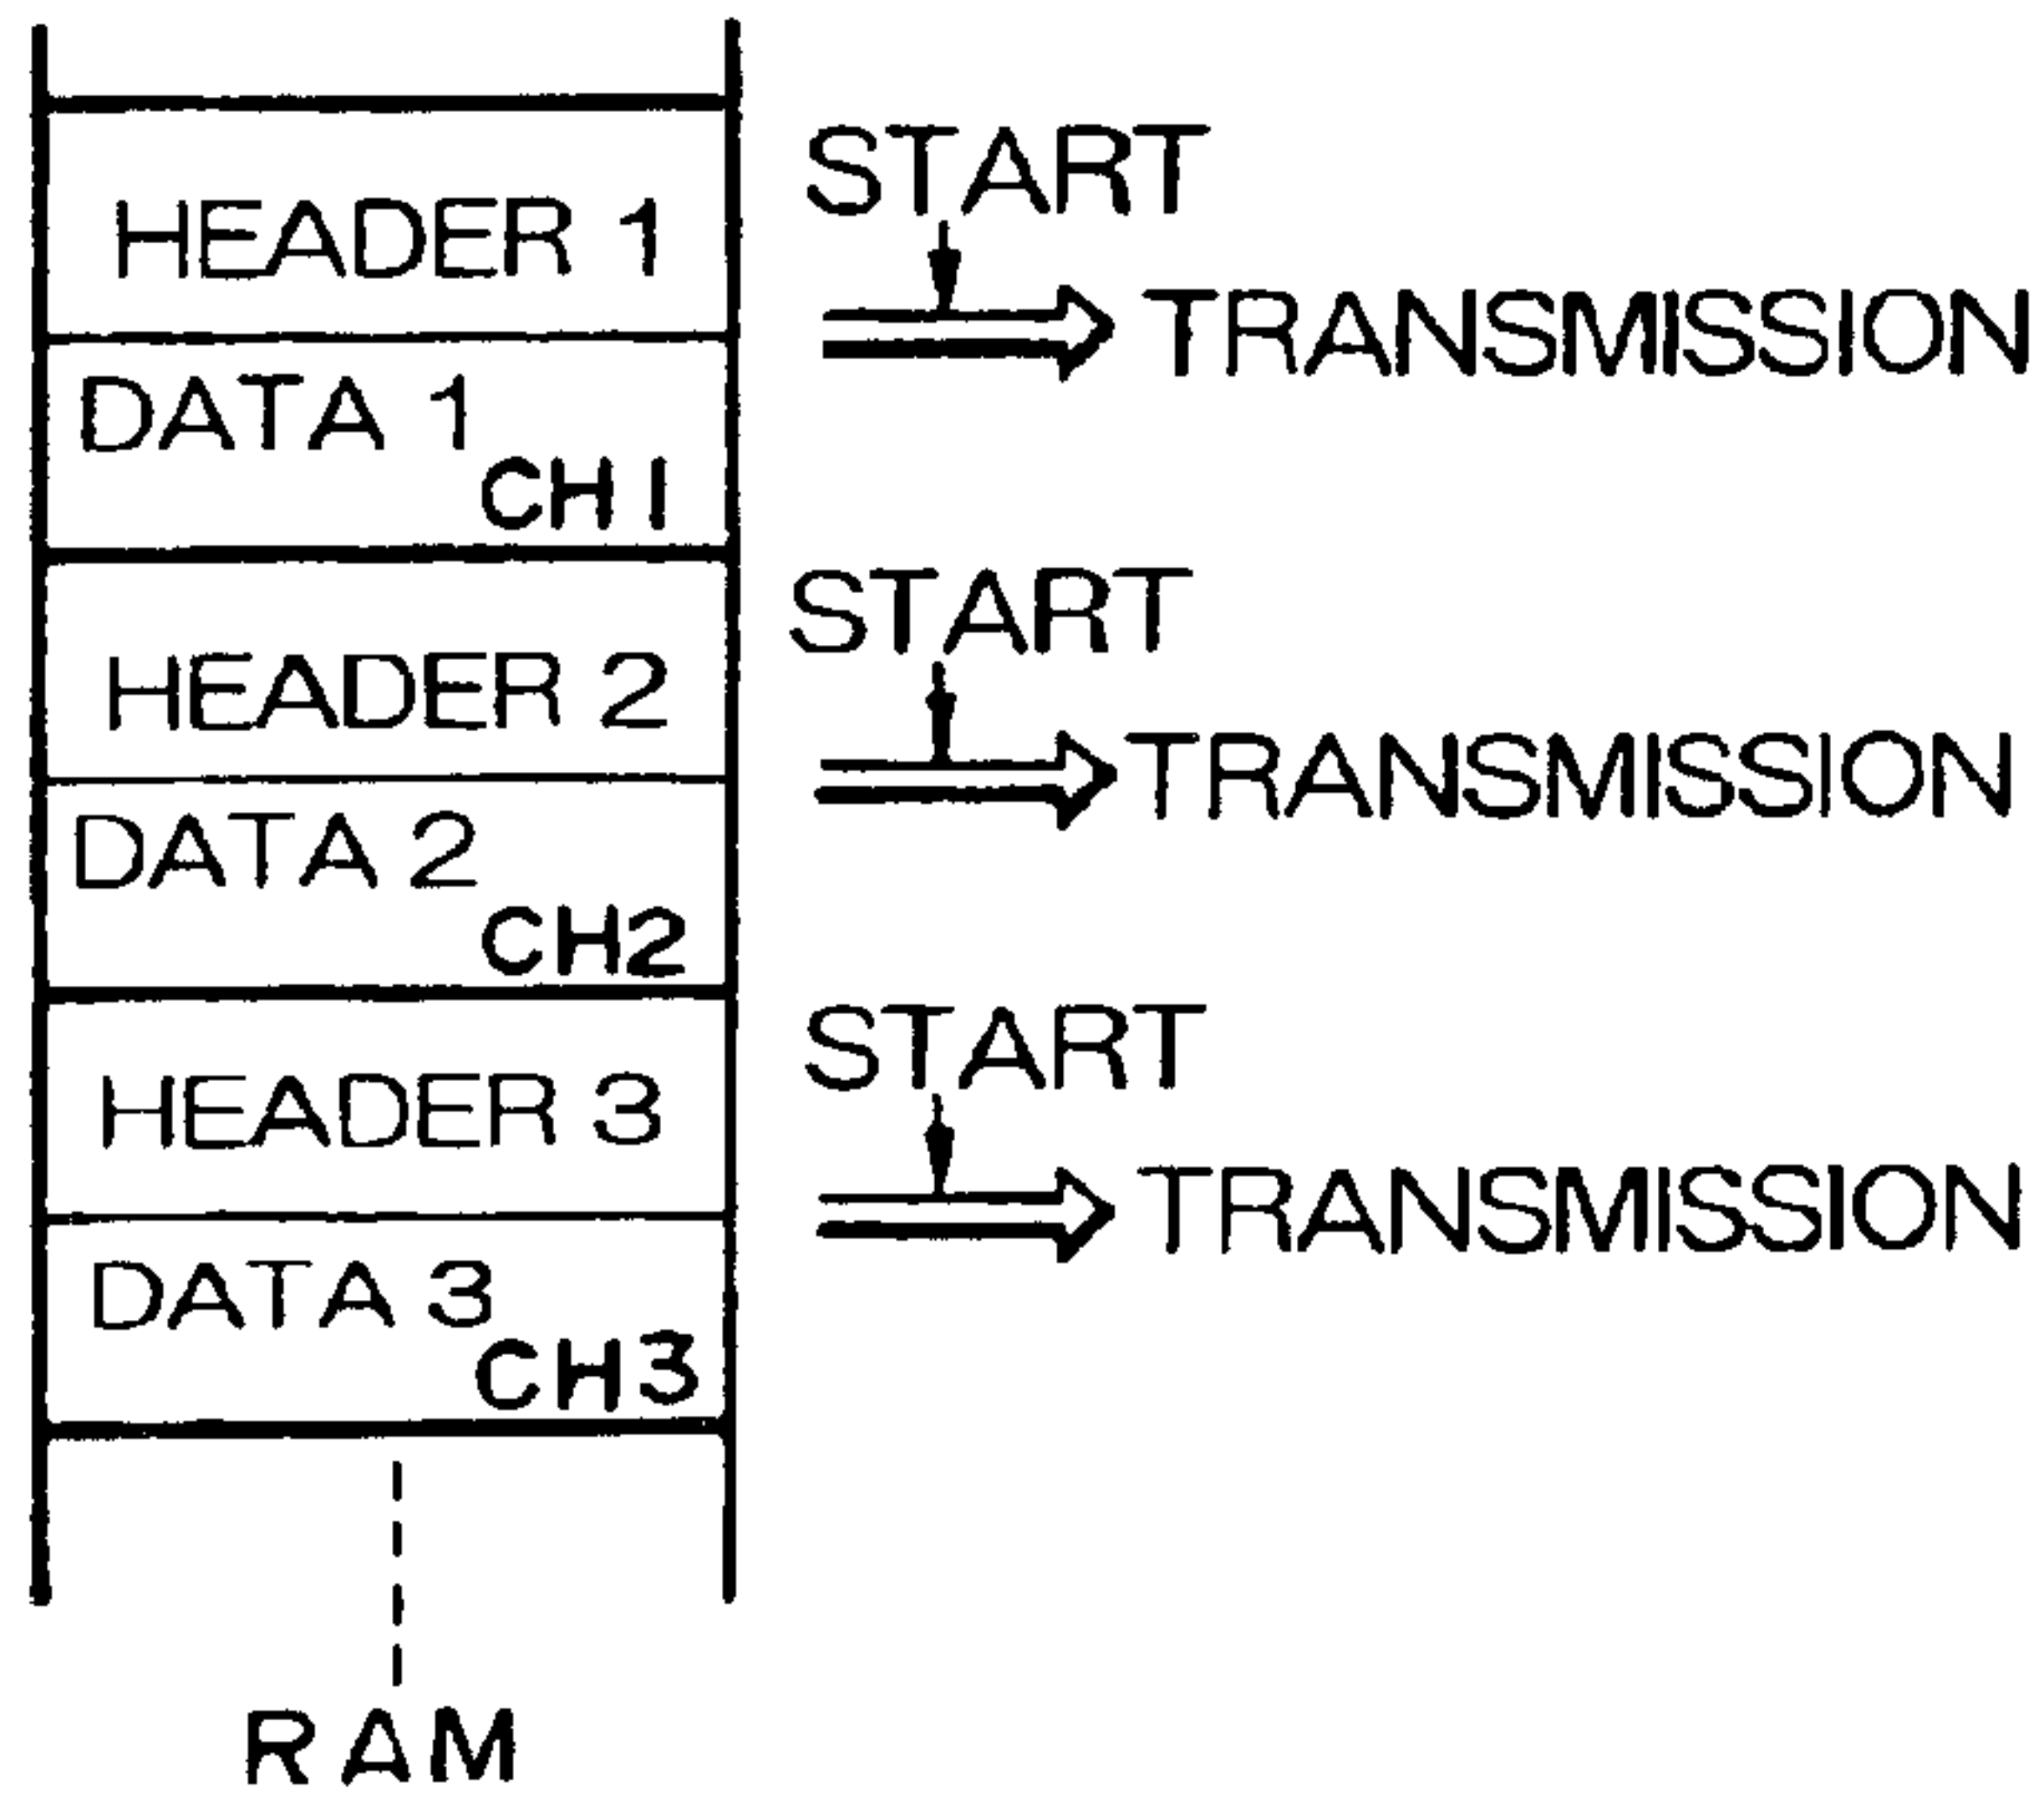 START
HEADER 1
TRANSMISSION
DATA 1
CH1
START
HEADER 2
TRANSMISSION
DATA 2
CH2
START
HEADER 3
TRANSMISSION
DATA 3
CH3
RAM